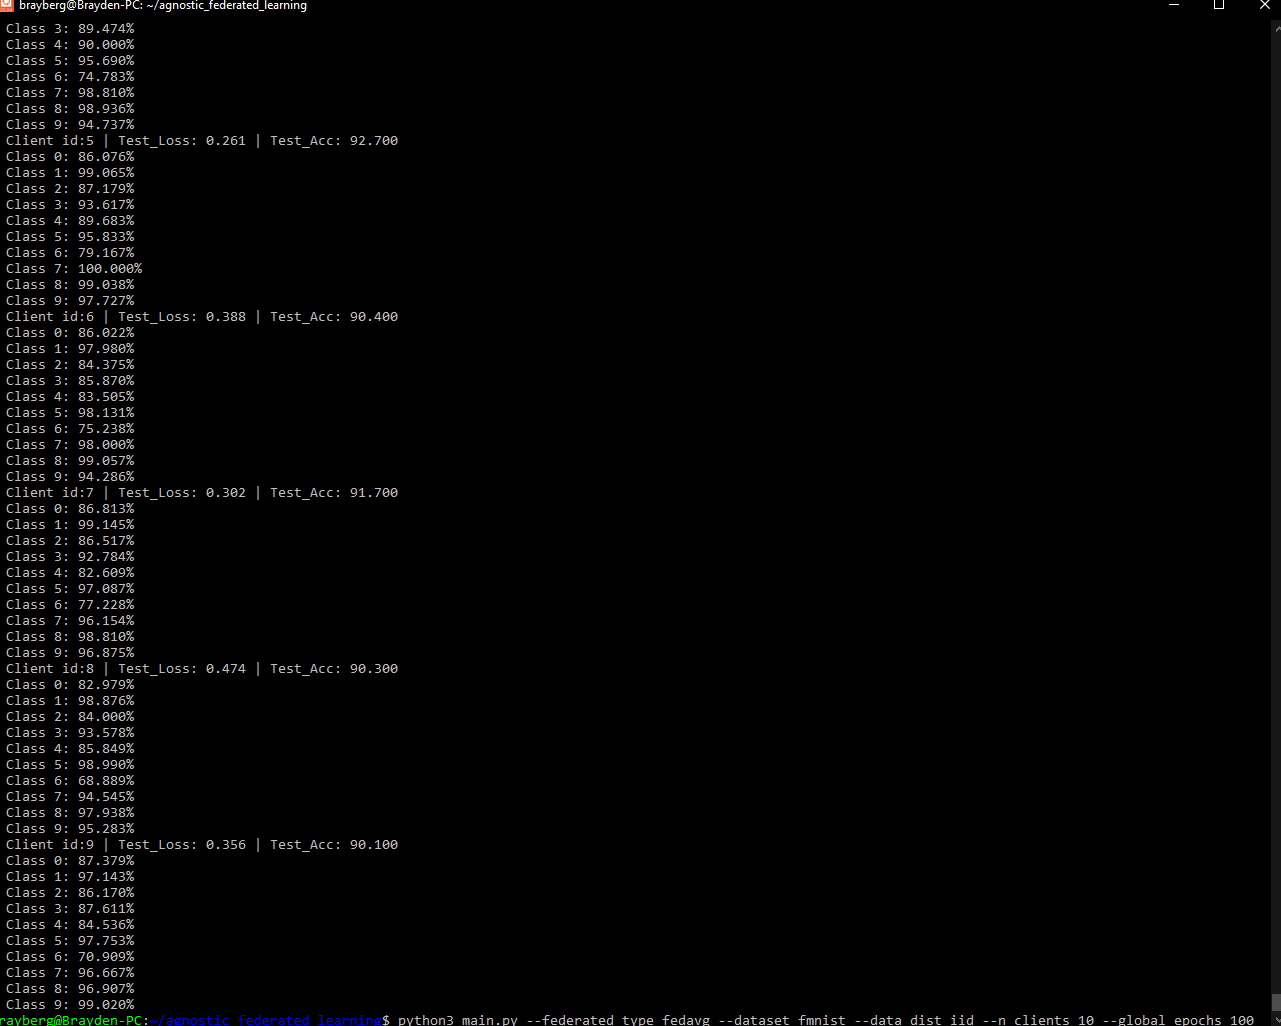 brayberg@Brayden-PC: ~/agnostic_federated_learning
Class 3: 89.474%
Class 4: 90.000%
Class 5: 95.690%
Class 6: 74.783%
Class 7: 98.810%
Class 8: 98.936%
Class 9: 94.737%
Client id:5 | Test_Loss: 0.261 | Test_Acc: 92.700
Class 0: 86.076%
Class 1: 99.065%
Class 2: 87.179%
Class 3: 93.617%
Class 4: 89.683%
Class 5: 95.833%
Class 6: 79.167%
Class 7: 100.000%
Class 8: 99.038%
Class 9: 97.727%
Client id:6 | Test_Loss: 0.388 | Test_Acc: 90.400
Class 0: 86.022%
Class 1: 97.980%
Class 2: 84.375%
Class 3: 85.870%
Class 4: 83.505%
Class 5: 98.131%
Class 6: 75.238%
Class 7: 98.000%
Class 8: 99.057%
Class 9: 94.286%
Client id:7 | Test_Loss: 0.302 | Test_Acc: 91.700
Class 0: 86.813%
Class 1: 99.145%
Class 2: 86.517%
Class 3: 92.784%
Class 4: 82.609%
Class 5: 97.087%
Class 6: 77.228%
Class 7: 96.154%
Class 8: 98.810%
Class 9: 96.875%
Client id:8 | Test_Loss: 0.474 | Test_Acc: 90.300
Class 0: 82.979%
Class 1: 98.876%
Class 2: 84.000%
Class 3: 93.578%
Class 4: 85.849%
Class 5: 98.990%
Class 6: 68.889%
Class 7: 94.545%
Class 8: 97.938%
Class 9: 95.283%
Client id:9 | Test_Loss: 0.356 | Test_Acc: 90.100
Class 0: 87.379%
Class 1: 97.143%
Class 2: 86.170%
Class 3: 87.611%
Class 4: 84.536%
Class 5: 97.753%
Class 6: 70.909%
Class 7: 96.667%
Class 8: 96.907%
Class 9: 99.020%
rayberg@Brayden-PC:~/agnostic_federated_learning$ python3 main.py --federated_type fedavg --dataset fmnist --data_dist iid --n_clients 10 --global_epochs 100